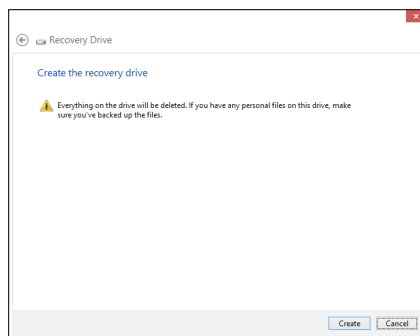 Recovery Drive
Create the recovery drive
Everything on the drive will be deleted. If you have any personal files on this drive, make
sure you've backed up the files.
Create Cancel